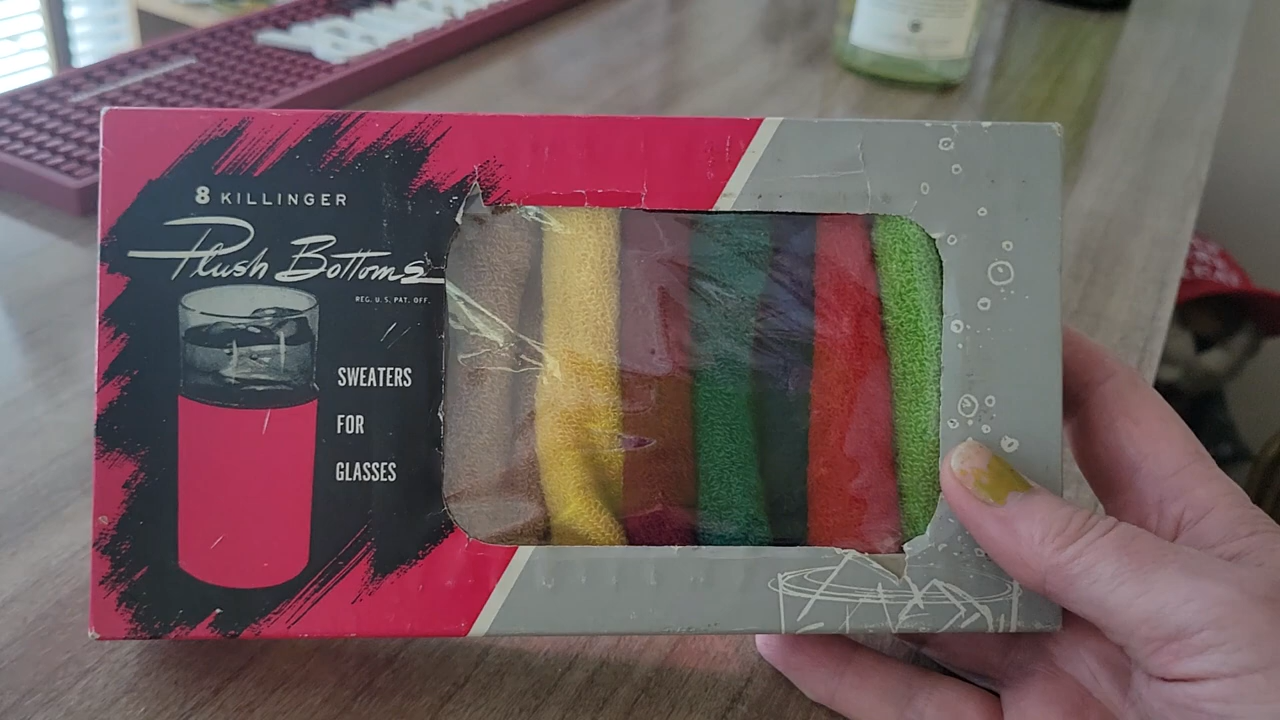 8 KILLINGER
Plush Bottoms
REG. U.S. PAT. OFF.
SWEATERS
FOR
GLASSES